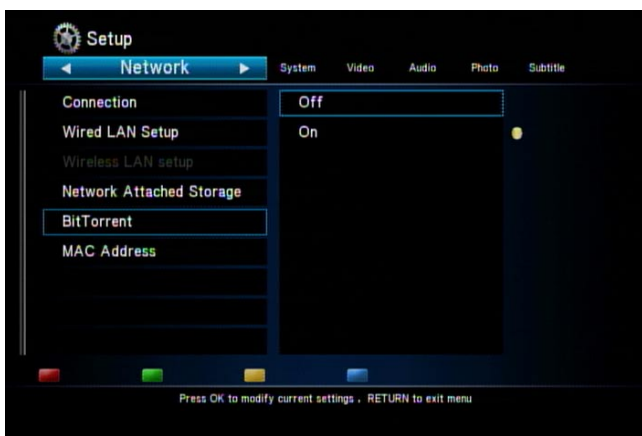 Setup
Network System Video Audio Photo Subtitle
Connection Off
Wired LAN Setup On
Wireless LAN setup
Network Attached Storage
BitTorrent
MAC Address
Press OK to modify current settings , RETURN to exit menu